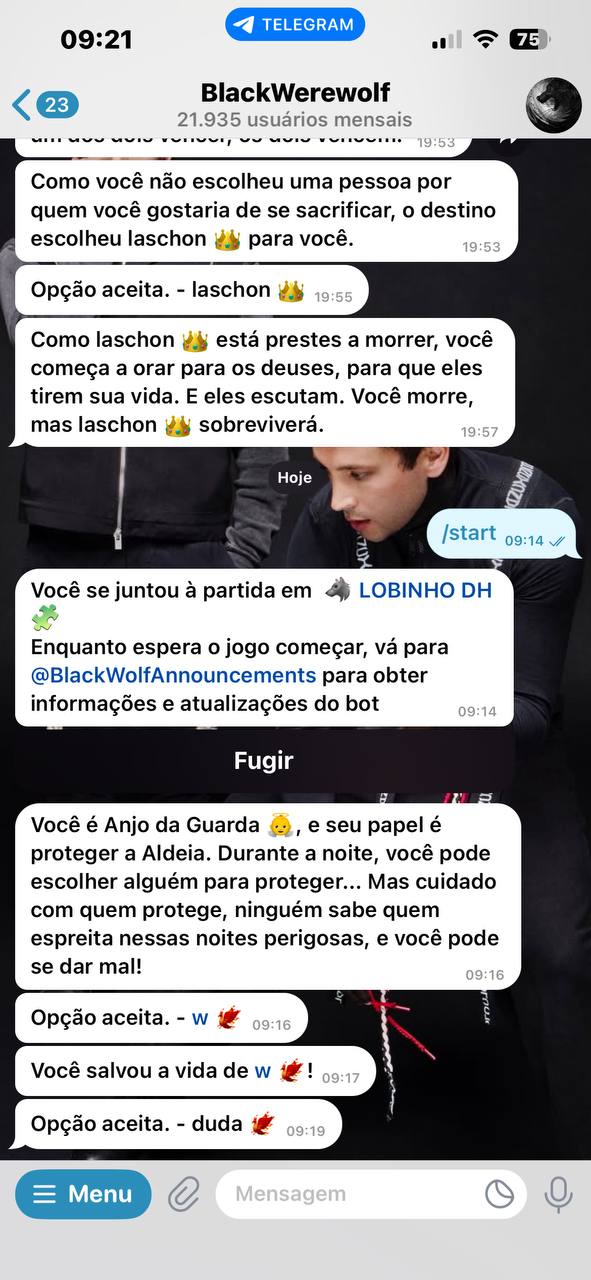 09:21
TELEGRAM
75
23
BlackWerewolf
21.935 usuários mensais
um dos dois vencer, os dois vencem. 19:53
Como você não escolheu uma pessoa por
quem você gostaria de se sacrificar, o destino
escolheu laschon 👑 para você. 19:53
Opção aceita. - laschon 👑 19:55
Como laschon 👑 está prestes a morrer, você
começa a orar para os deuses, para que eles
tirem sua vida. E eles escutam. Você morre,
mas laschon 👑 sobreviverá. 19:57
Hoje
/start 09:14
Você se juntou à partida em 🐺 LOBINHO DH
🧩
Enquanto espera o jogo começar, vá para
@BlackWolfAnnouncements para obter
informações e atualizações do bot 09:14
Fugir
Você é Anjo da Guarda 👼, e seu papel é
proteger a Aldeia. Durante a noite, você pode
escolher alguém para proteger... Mas cuidado
com quem protege, ninguém sabe quem
espreita nessas noites perigosas, e você pode
se dar mal! 09:16
Opção aceita. - w 🐦‍🔥 09:16
Você salvou a vida de w 🐦‍🔥! 09:17
Opção aceita. - duda 🐦‍🔥 09:19
Menu
Mensagem